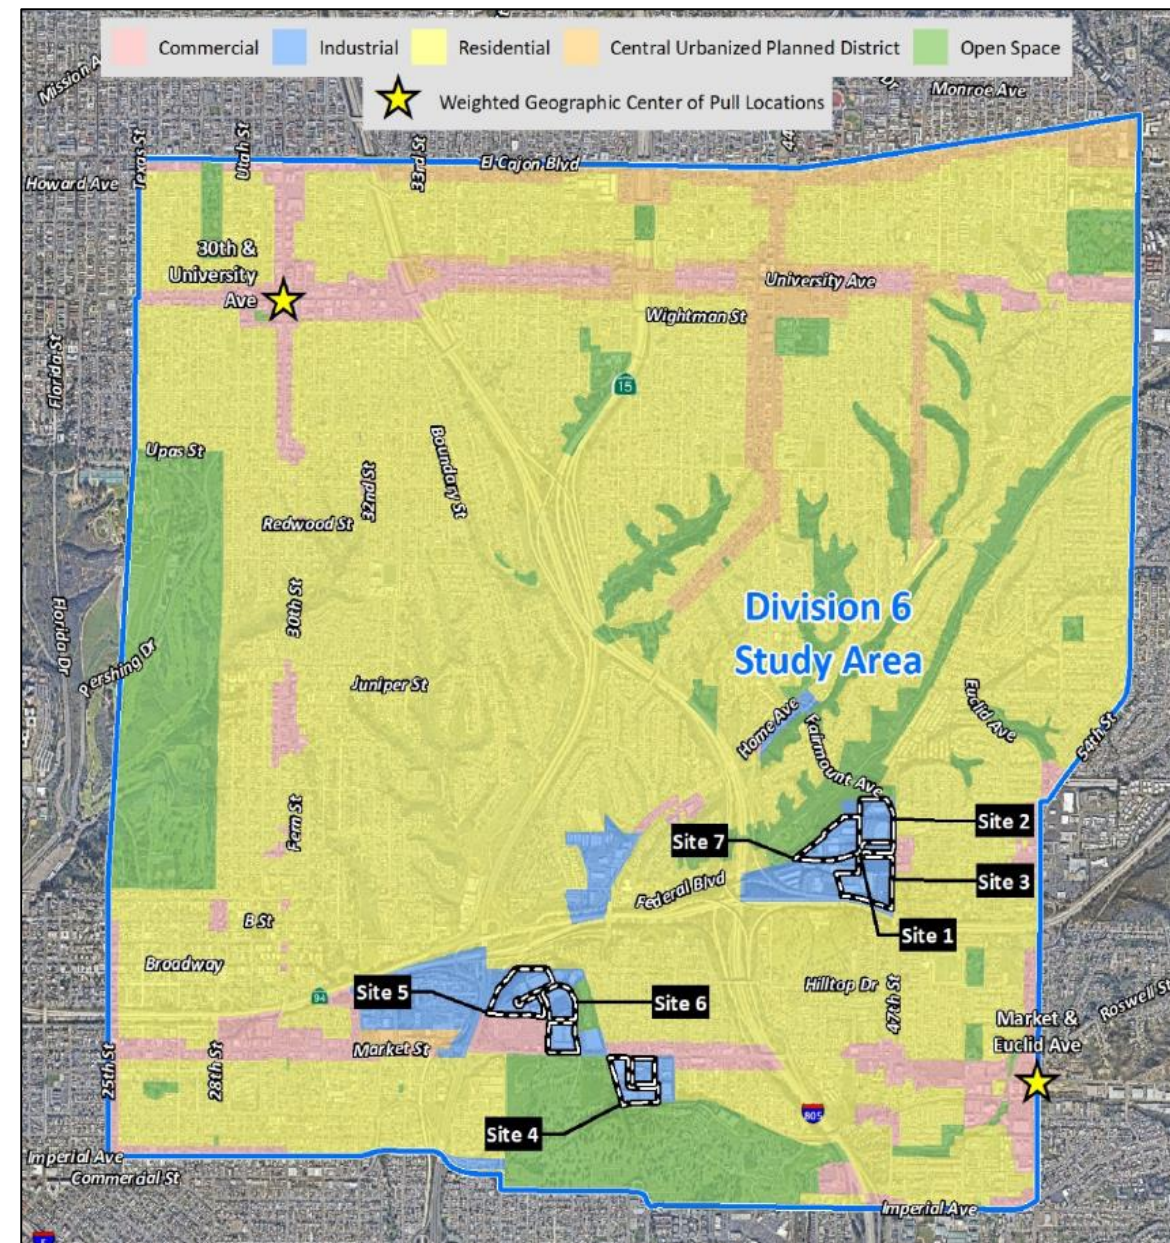 Commercial
Industrial
Residential
Central Urbanized Planned District
Open Space
Weighted Geographic Center of Pull Locations
Monroe Ave
Texas St
Utah St
33rd St
El Cajon Blvd
Howard Ave
30th &
University
Ave
University Ave
Wightman St
15
Florida St
Upas St
Boundary St
32nd St
Redwood St
30th St
Division 6
Study Area
Florida Dr
Pershing Dr
Juniper St
Home Ave
Fairmount Ave
Euclid Ave
54th St
Fern St
Site 7
Site 2
Federal Blvd
Site 3
B St
Site 1
Broadway
94
Site 5
Site 6
Hilltop Dr
47th St
Roswell St
Market &
Euclid Ave
Market St
25th St
28th St
805
Site 4
Imperial Ave
Commercial St
Imperial Ave